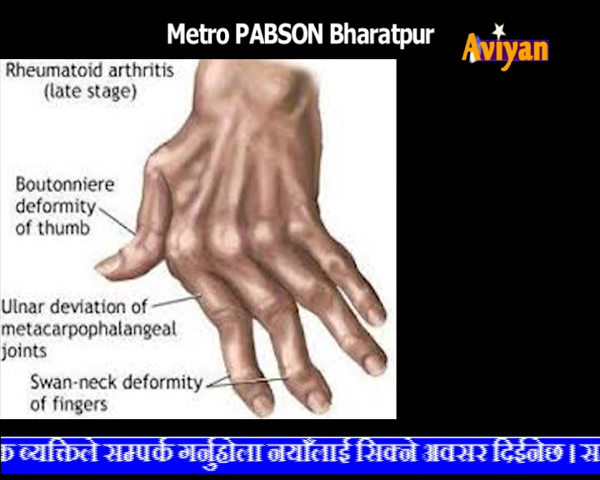 Metro PABSON Bharatpur
Aviyan
Rheumatoid arthritis
(late stage)
Boutonniere
deformity
of thumb
Ulnar deviation of
metacarpophalangeal
joints
Swan-neck deformity
of fingers
क ब्यक्तिले सम्पर्क गर्नुहोला नयाँलाई सिक्ने अवसर दिईनेछ । स